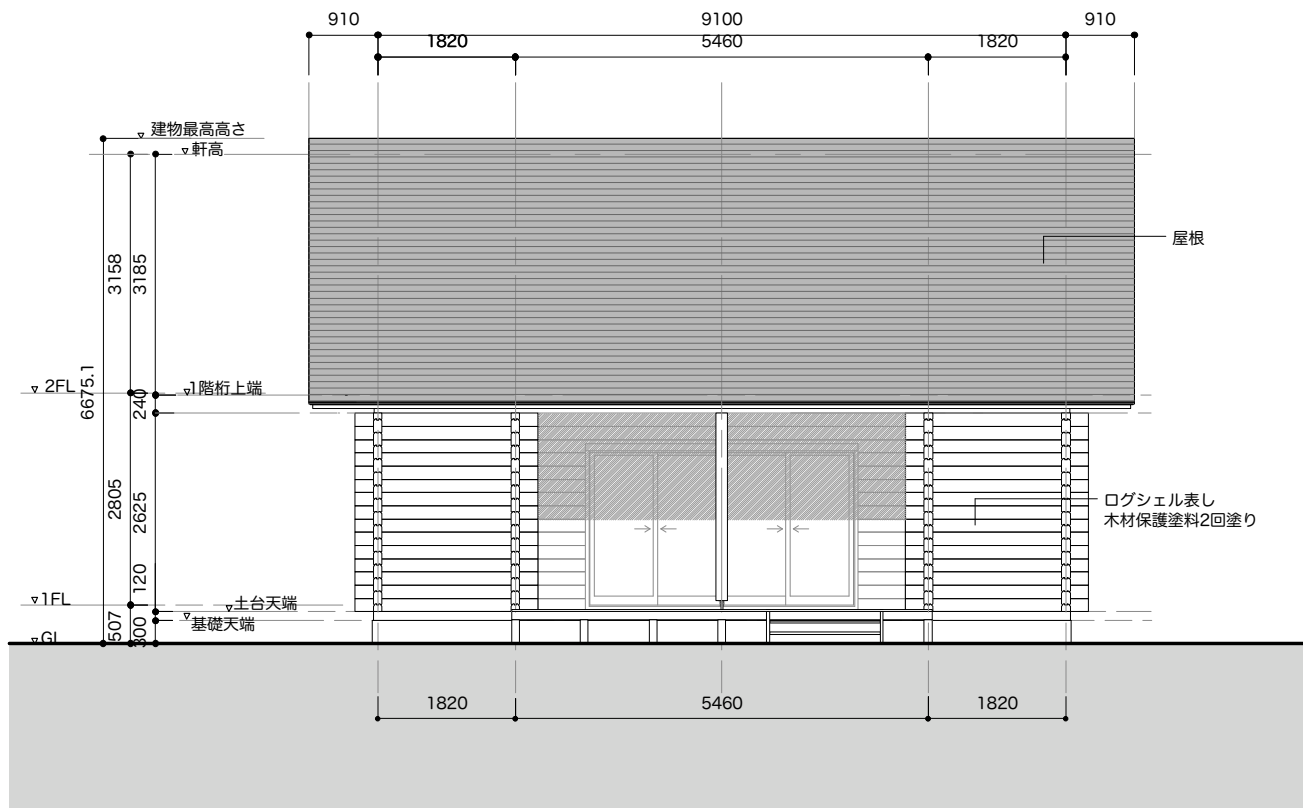 910
9100
910
1820
5460
1820
建物最高高さ
軒高
屋根
3158
3185
6675.1
2FL
1階桁上端
240
2805
2625
ログシェル表し
木材保護塗料2回塗り
120
1FL
土台天端
基礎天端
507
300
GL
1820
5460
1820